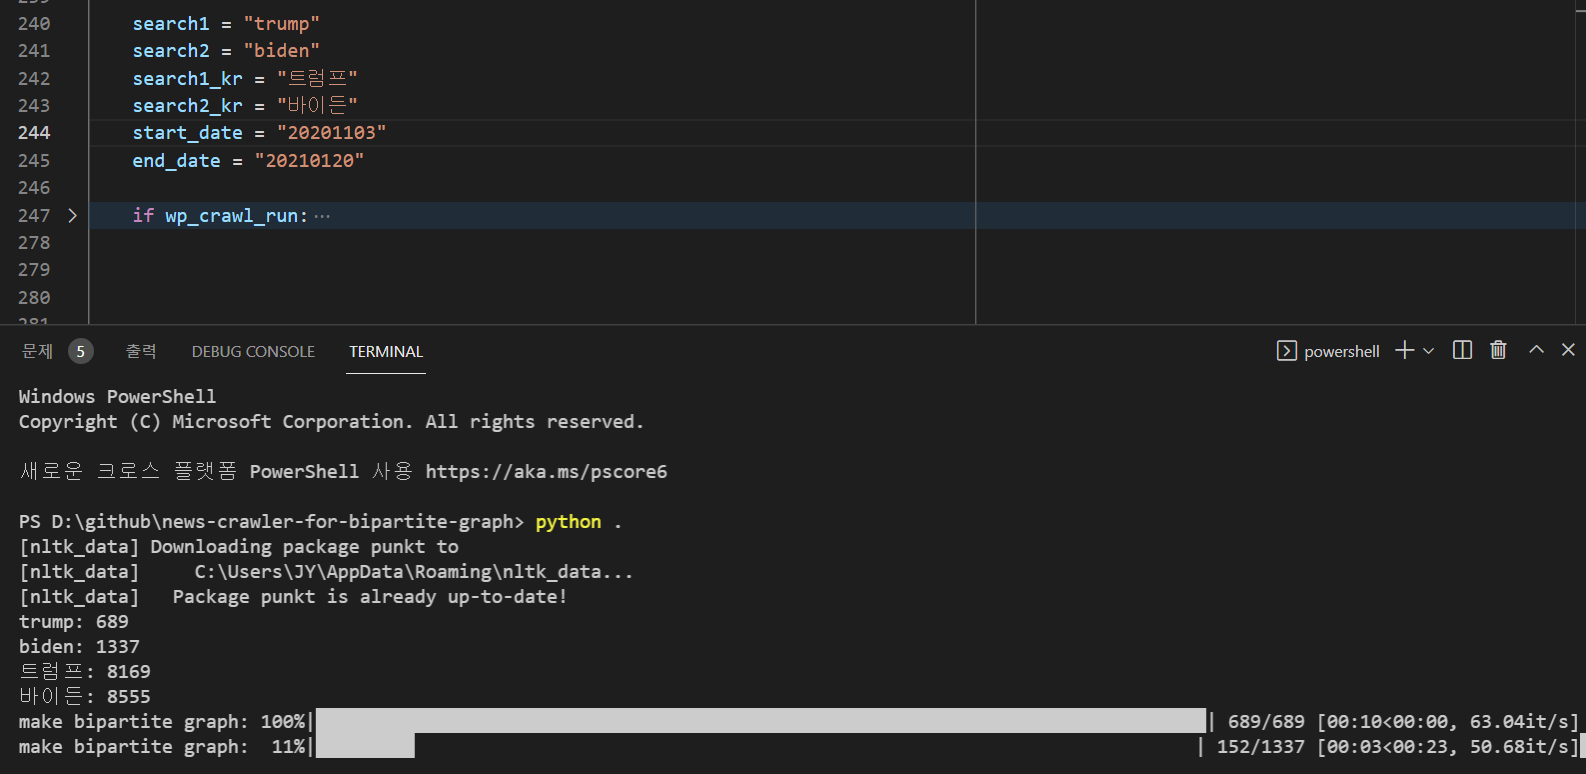 240 search1 = "trump"
241 search2 = "biden"
242 search1_kr = "트럼프"
243 search2_kr = "바이든"
244 start_date = "20201103"
245 end_date = "20210120"
246
247 > if wp_crawl_run:···
278
279
280
281
문제 5 출력 DEBUG CONSOLE TERMINAL powershell
Windows PowerShell
Copyright (C) Microsoft Corporation. All rights reserved.
새로운 크로스 플랫폼 PowerShell 사용 https://aka.ms/pscore6
PS D:\github\news-crawler-for-bipartite-graph> python .
[nltk_data] Downloading package punkt to
[nltk_data]     C:\Users\JY\AppData\Roaming\nltk_data...
[nltk_data]   Package punkt is already up-to-date!
trump: 689
biden: 1337
트럼프: 8169
바이든: 8555
make bipartite graph: 100%| | 689/689 [00:10<00:00, 63.04it/s]
make bipartite graph:  11%| | 152/1337 [00:03<00:23, 50.68it/s]